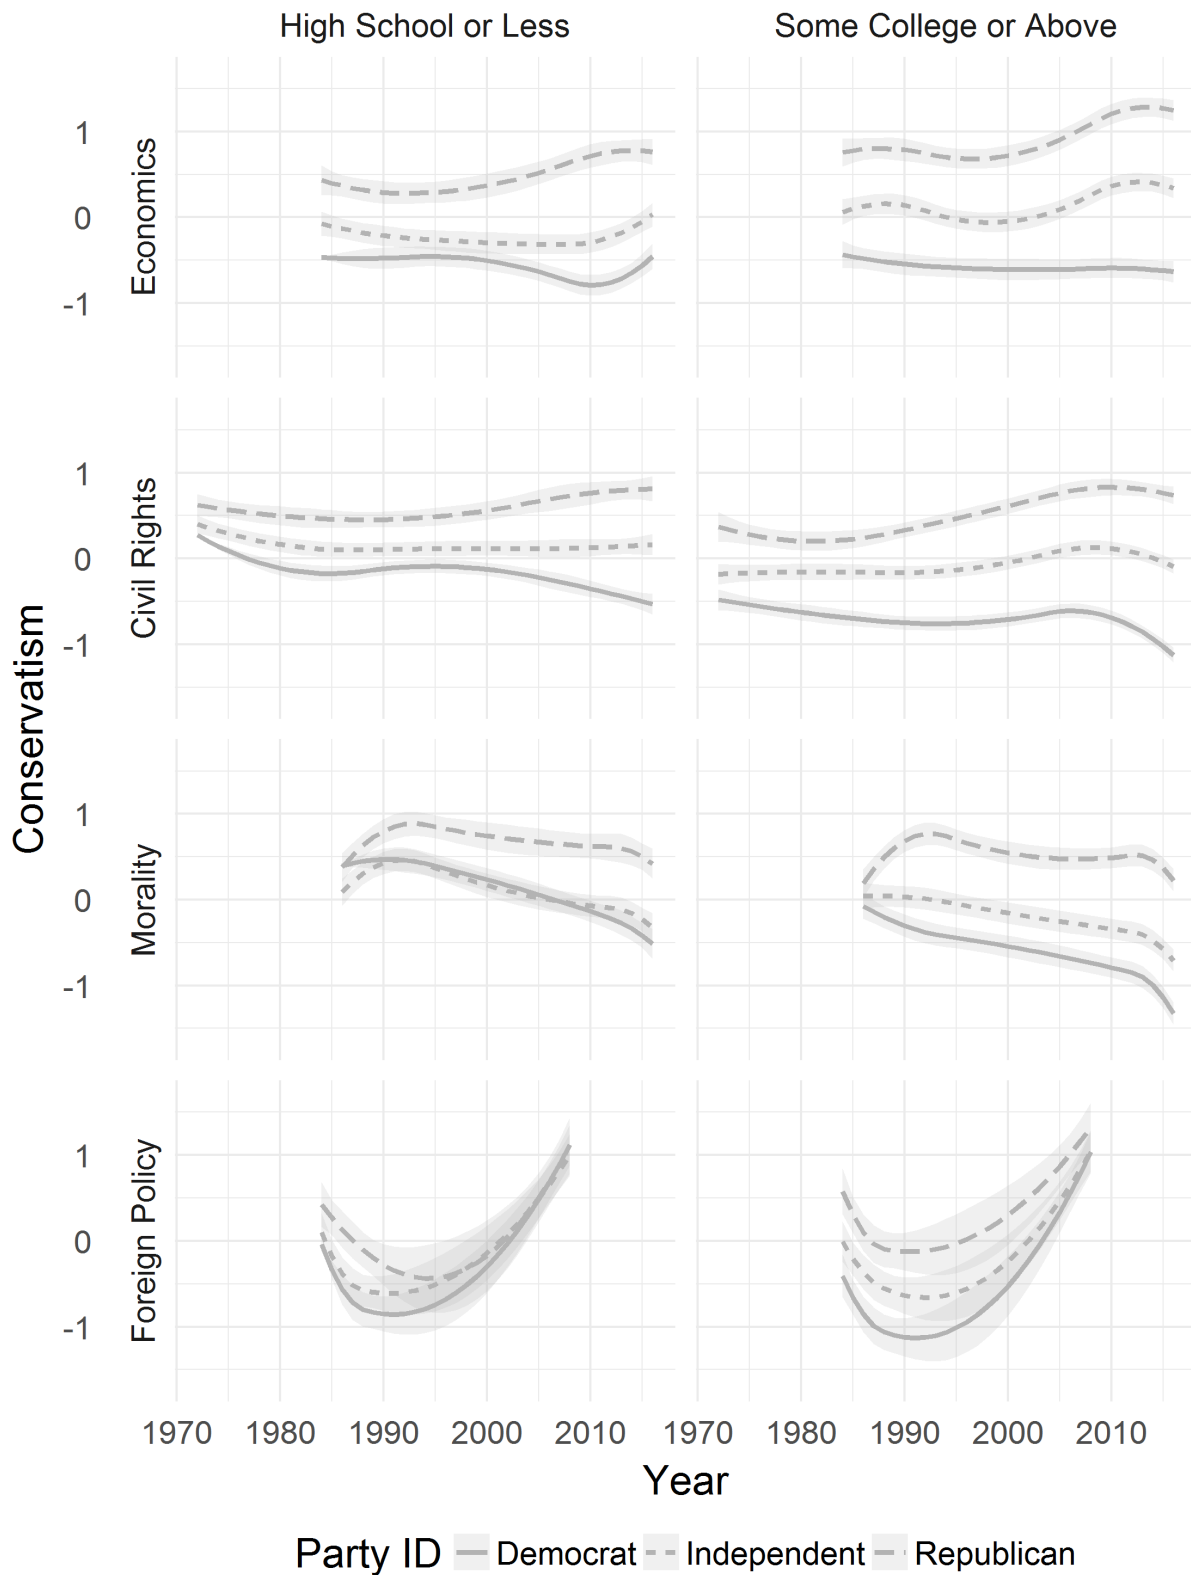 High School or Less Some College or Above
Economics
1
0
-1
Civil Rights
1
0
-1
Conservatism
Morality
1
0
-1
Foreign Policy
1
0
-1
1970 1980 1990 2000 2010 1970 1980 1990 2000 2010
Year
Party ID Democrat Independent Republican